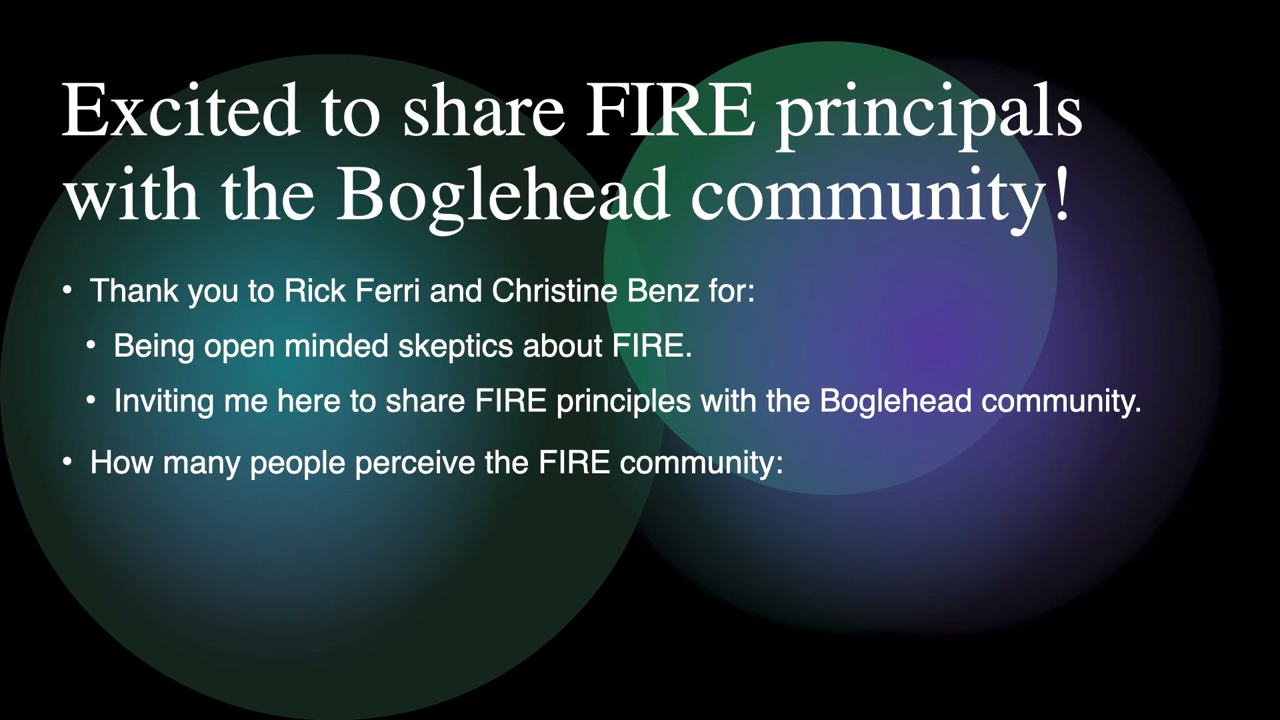 Excited to share FIRE principals
with the Boglehead community!
• Thank you to Rick Ferri and Christine Benz for:
• Being open minded skeptics about FIRE.
• Inviting me here to share FIRE principles with the Boglehead community.
• How many people perceive the FIRE community: